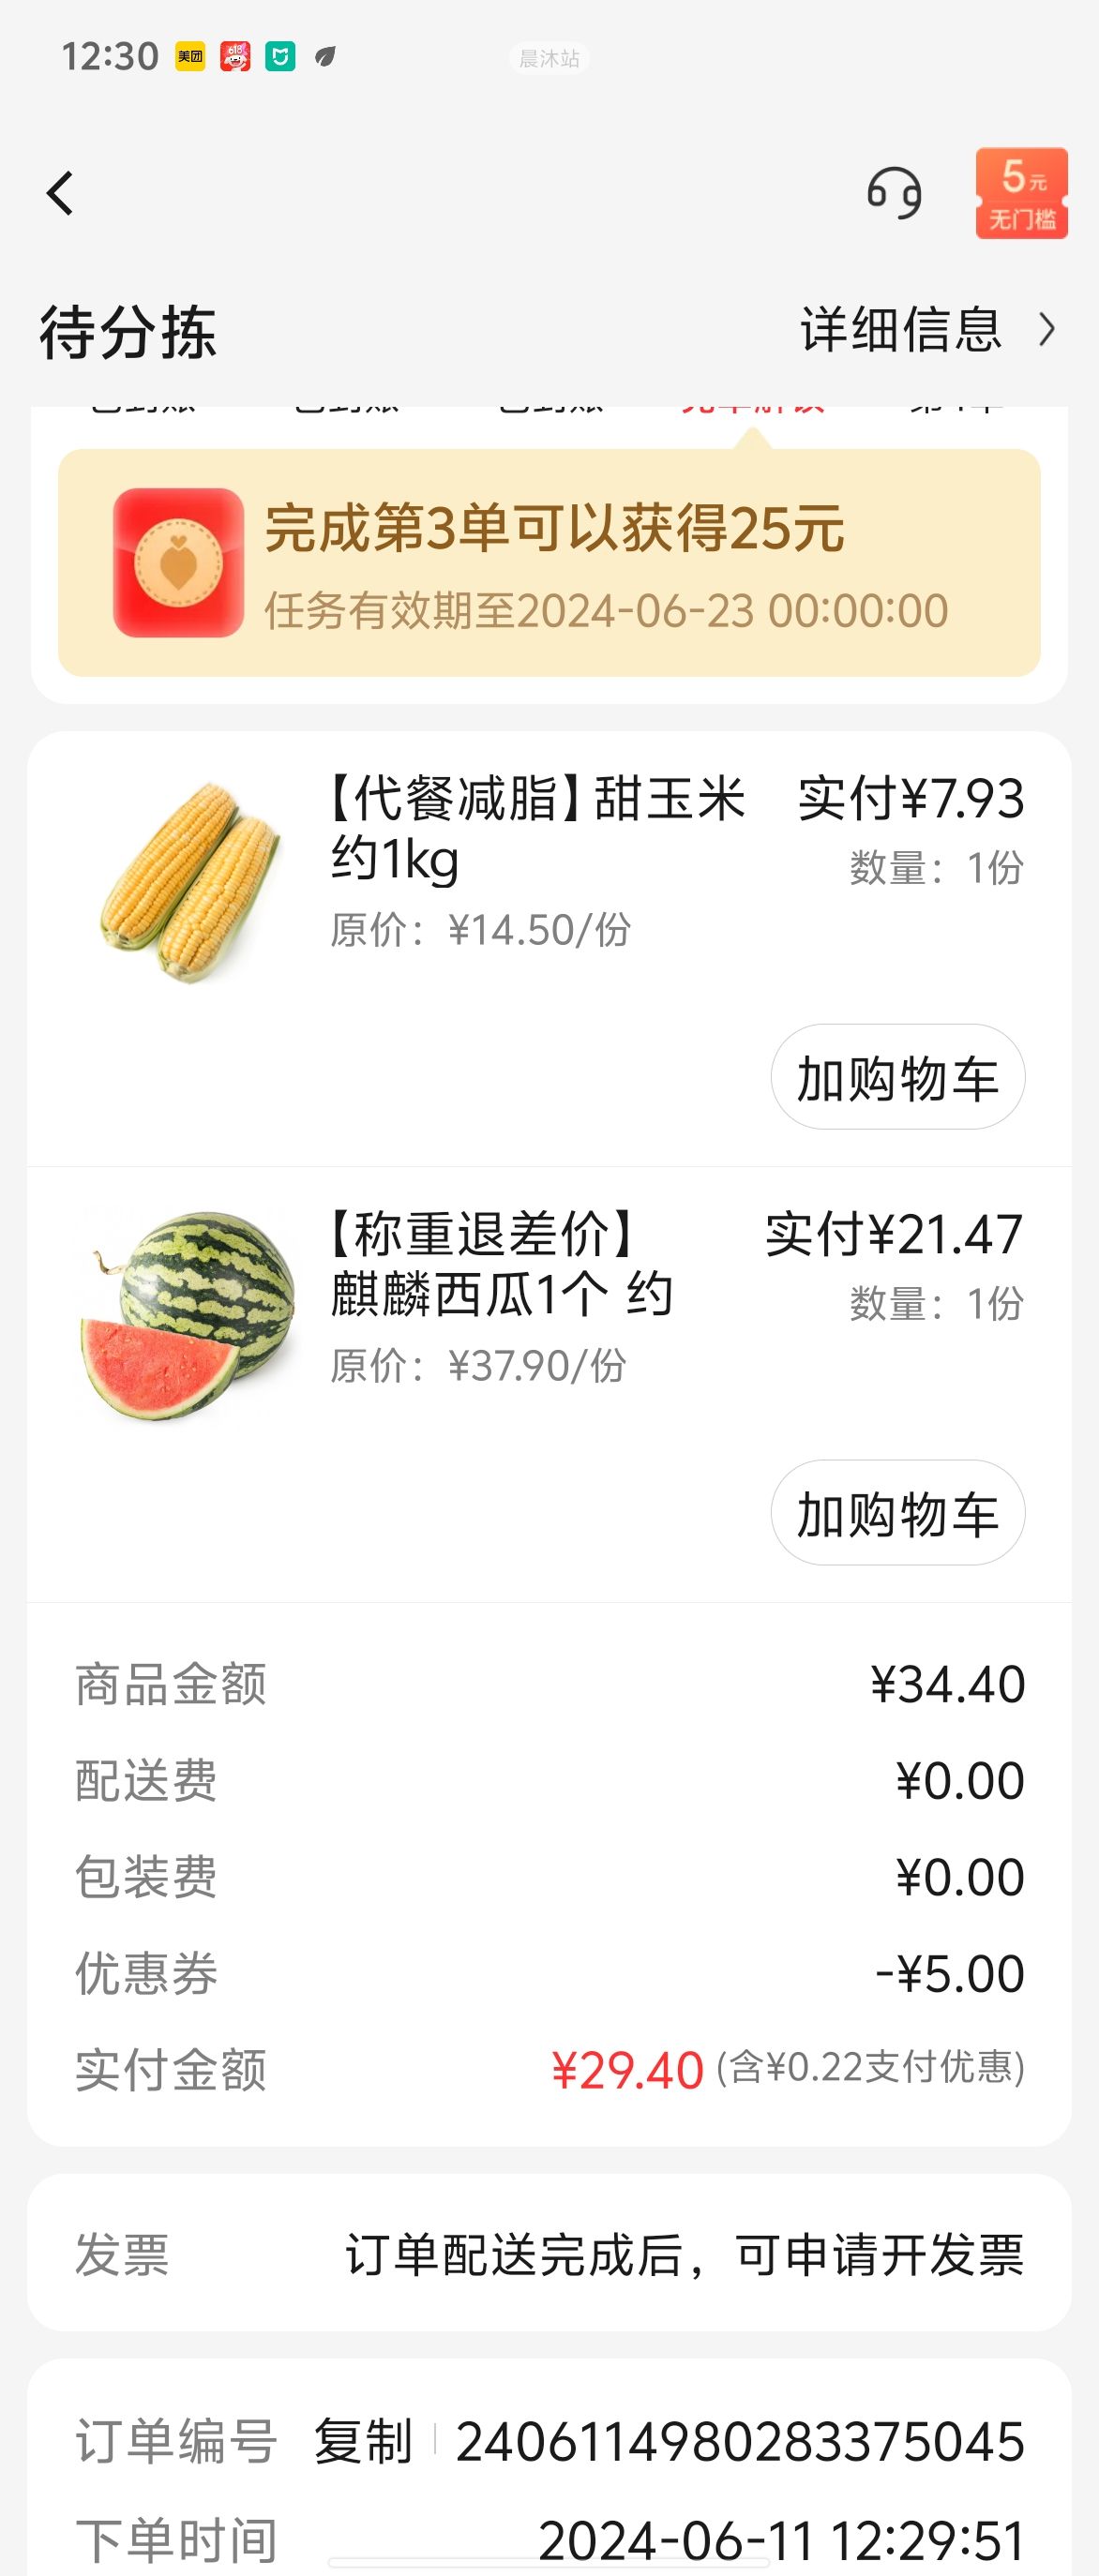 12:30 美团 618
晨沐站
5元
无门槛
待分拣 详细信息
完成第3单可以获得25元
任务有效期至2024-06-23 00:00:00
【代餐减脂】甜玉米 实付¥7.93
约1kg
数量：1份
原价：¥14.50/份
加购物车
【称重退差价】 实付¥21.47
麒麟西瓜1个 约
数量：1份
原价：¥37.90/份
加购物车
商品金额 ¥34.40
配送费 ¥0.00
包装费 ¥0.00
优惠券 -¥5.00
实付金额 ¥29.40 (含¥0.22支付优惠)
发票 订单配送完成后，可申请开发票
订单编号 复制 2406114980283375045
下单时间 2024-06-11 12:29:51